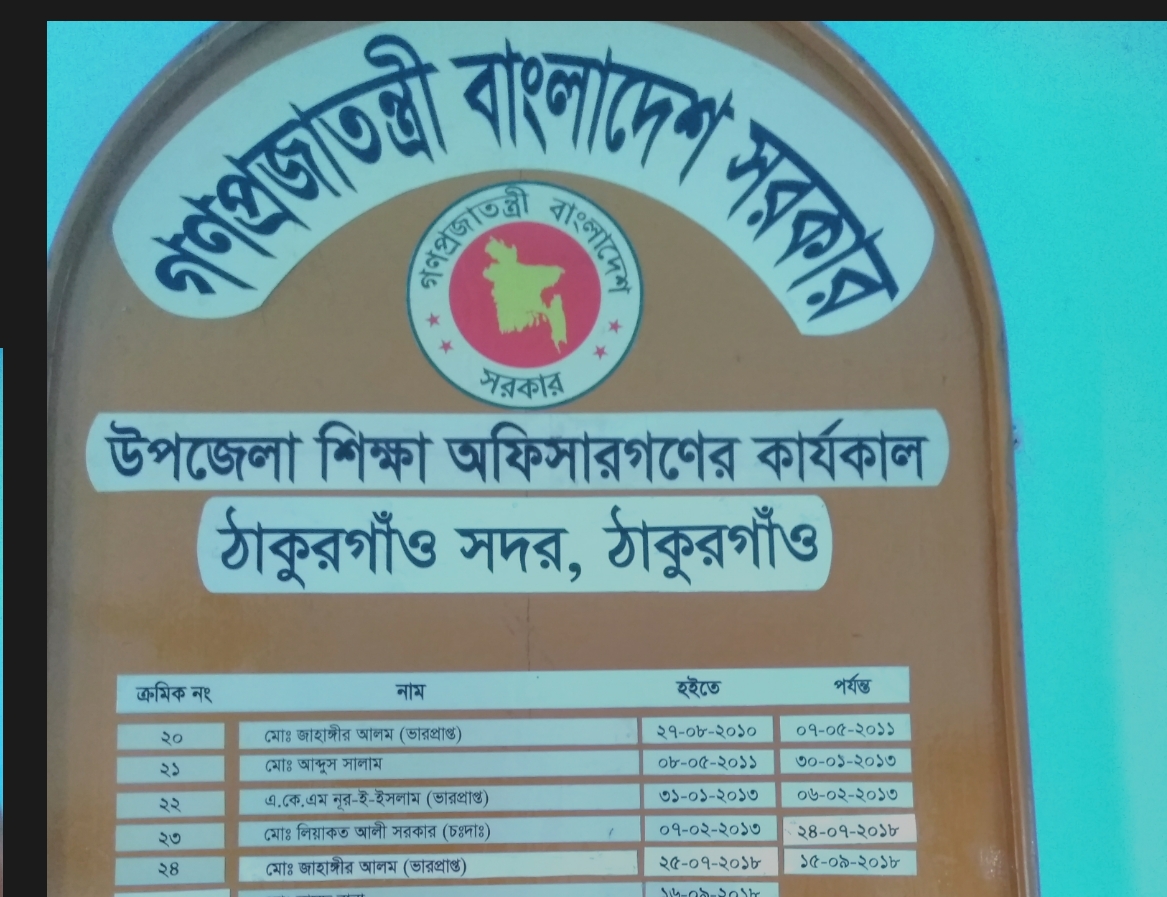 গণপ্রজাতন্ত্রী বাংলাদেশ সরকার
গণপ্রজাতন্ত্রী বাংলাদেশ
সরকার
উপজেলা শিক্ষা অফিসারগণের কার্যকাল
ঠাকুরগাঁও সদর, ঠাকুরগাঁও
ক্রমিক নং নাম হইতে পর্যন্ত
২০ মোঃ জাহাঙ্গীর আলম (ভারপ্রাপ্ত) ২৭-০৮-২০১০ ০৭-০৫-২০১১
২১ মোঃ আব্দুস সালাম ০৮-০৫-২০১১ ৩০-০১-২০১৩
২২ এ.কে.এম নূর-ই-ইসলাম (ভারপ্রাপ্ত) ৩১-০১-২০১৩ ০৬-০২-২০১৩
২৩ মোঃ লিয়াকত আলী সরকার (চঃদাঃ) ০৭-০২-২০১৩ ২৪-০৭-২০১৮
২৪ মোঃ জাহাঙ্গীর আলম (ভারপ্রাপ্ত) ২৫-০৭-২০১৮ ১৫-০৯-২০১৮
১৬-০৯-২০১৮